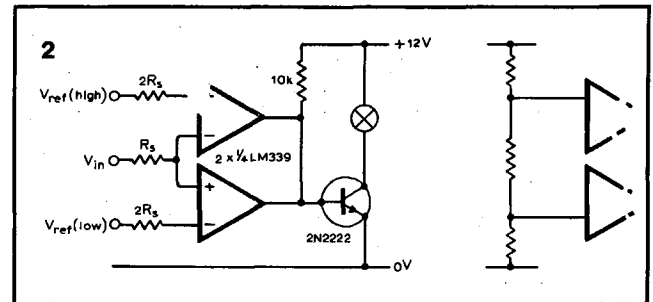 2
+12V
2Rs
10k
Vref(high)
−
Vin
Rs
2 x ¼ LM339
+
2Rs
−
Vref(low)
2N2222
0V